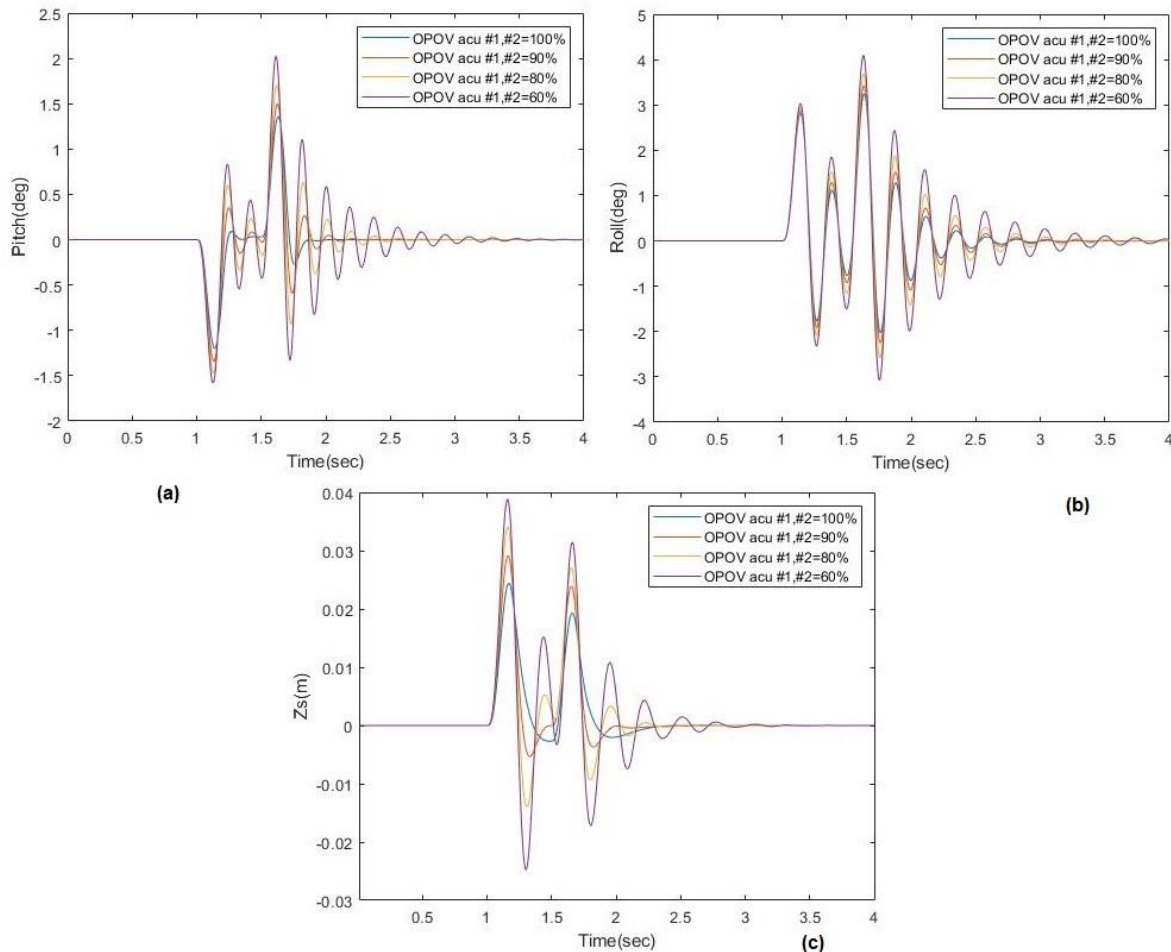 2.5
2
1.5
1
0.5
0
-0.5
-1
-1.5
-2
Pitch(deg)
0 0.5 1 1.5 2 2.5 3 3.5 4
Time(sec)
OPOV acu #1,#2=100%
OPOV acu #1,#2=90%
OPOV acu #1,#2=80%
OPOV acu #1,#2=60%
(a)
5
4
3
2
1
0
-1
-2
-3
-4
Roll(deg)
0 0.5 1 1.5 2 2.5 3 3.5 4
Time(sec)
OPOV acu #1,#2=100%
OPOV acu #1,#2=90%
OPOV acu #1,#2=80%
OPOV acu #1,#2=60%
(b)
0.04
0.03
0.02
0.01
0
-0.01
-0.02
-0.03
Zs(m)
0.5 1 1.5 2 2.5 3 3.5 4
Time(sec)
OPOV acu #1,#2=100%
OPOV acu #1,#2=90%
OPOV acu #1,#2=80%
OPOV acu #1,#2=60%
(c)